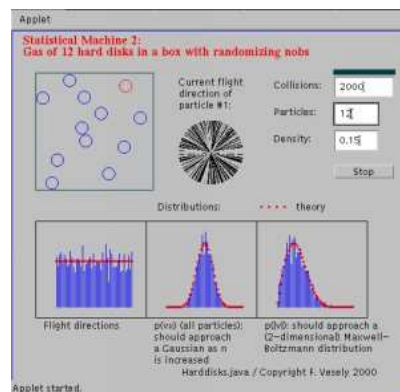 Applet
Statistical Machine 2:
Gas of 12 hard disks in a box with randomizing nobs
Current flight
direction of
particle #1:
Collisions: 2000
Particles: 12
Density: 0.15
Stop
Distributions: theory
Flight directions
p(vx) (all particles):
should approach
a Gaussian as n
is increased
p(|v|): should approach a
(2-dimensional) Maxwell-
Boltzmann distribution
Harddisks.java / Copyright F. Vesely 2000
Applet started.